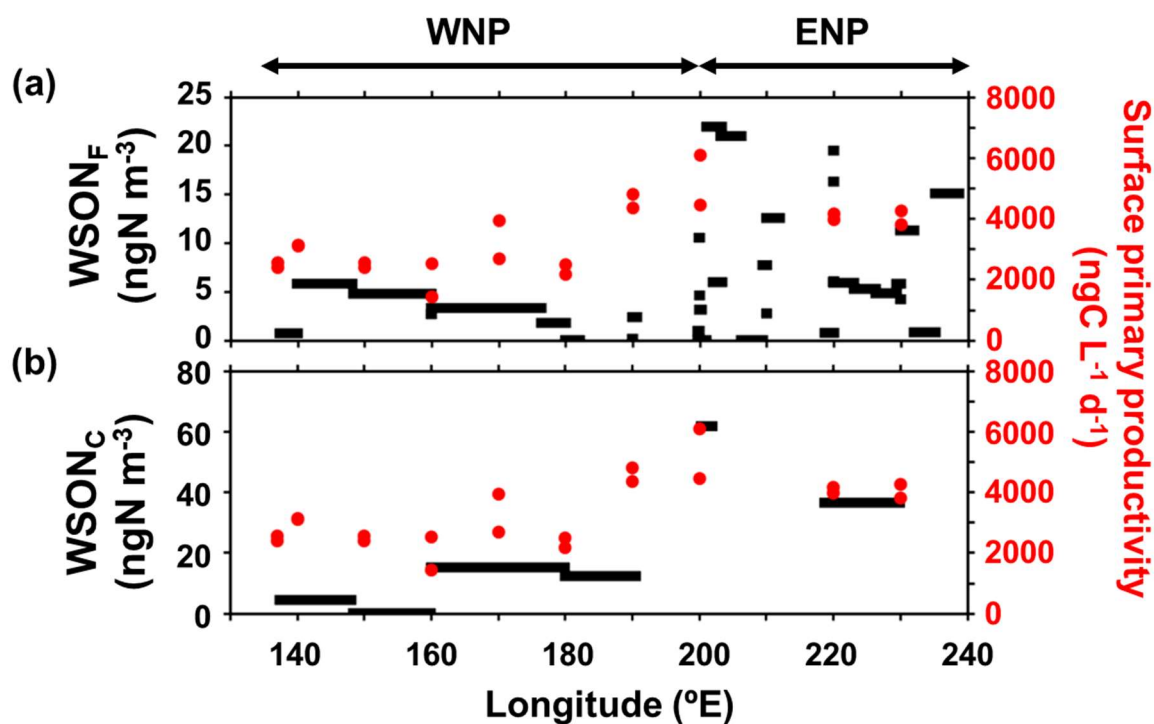 WNP ENP
(a)
25
20
15
10
5
0
WSON_F
(ngN m⁻³)
8000
6000
4000
2000
0
(b)
80
60
40
20
0
WSON_C
(ngN m⁻³)
8000
6000
4000
2000
0
Surface primary productivity
(ngC L⁻¹ d⁻¹)
140 160 180 200 220 240
Longitude (ºE)